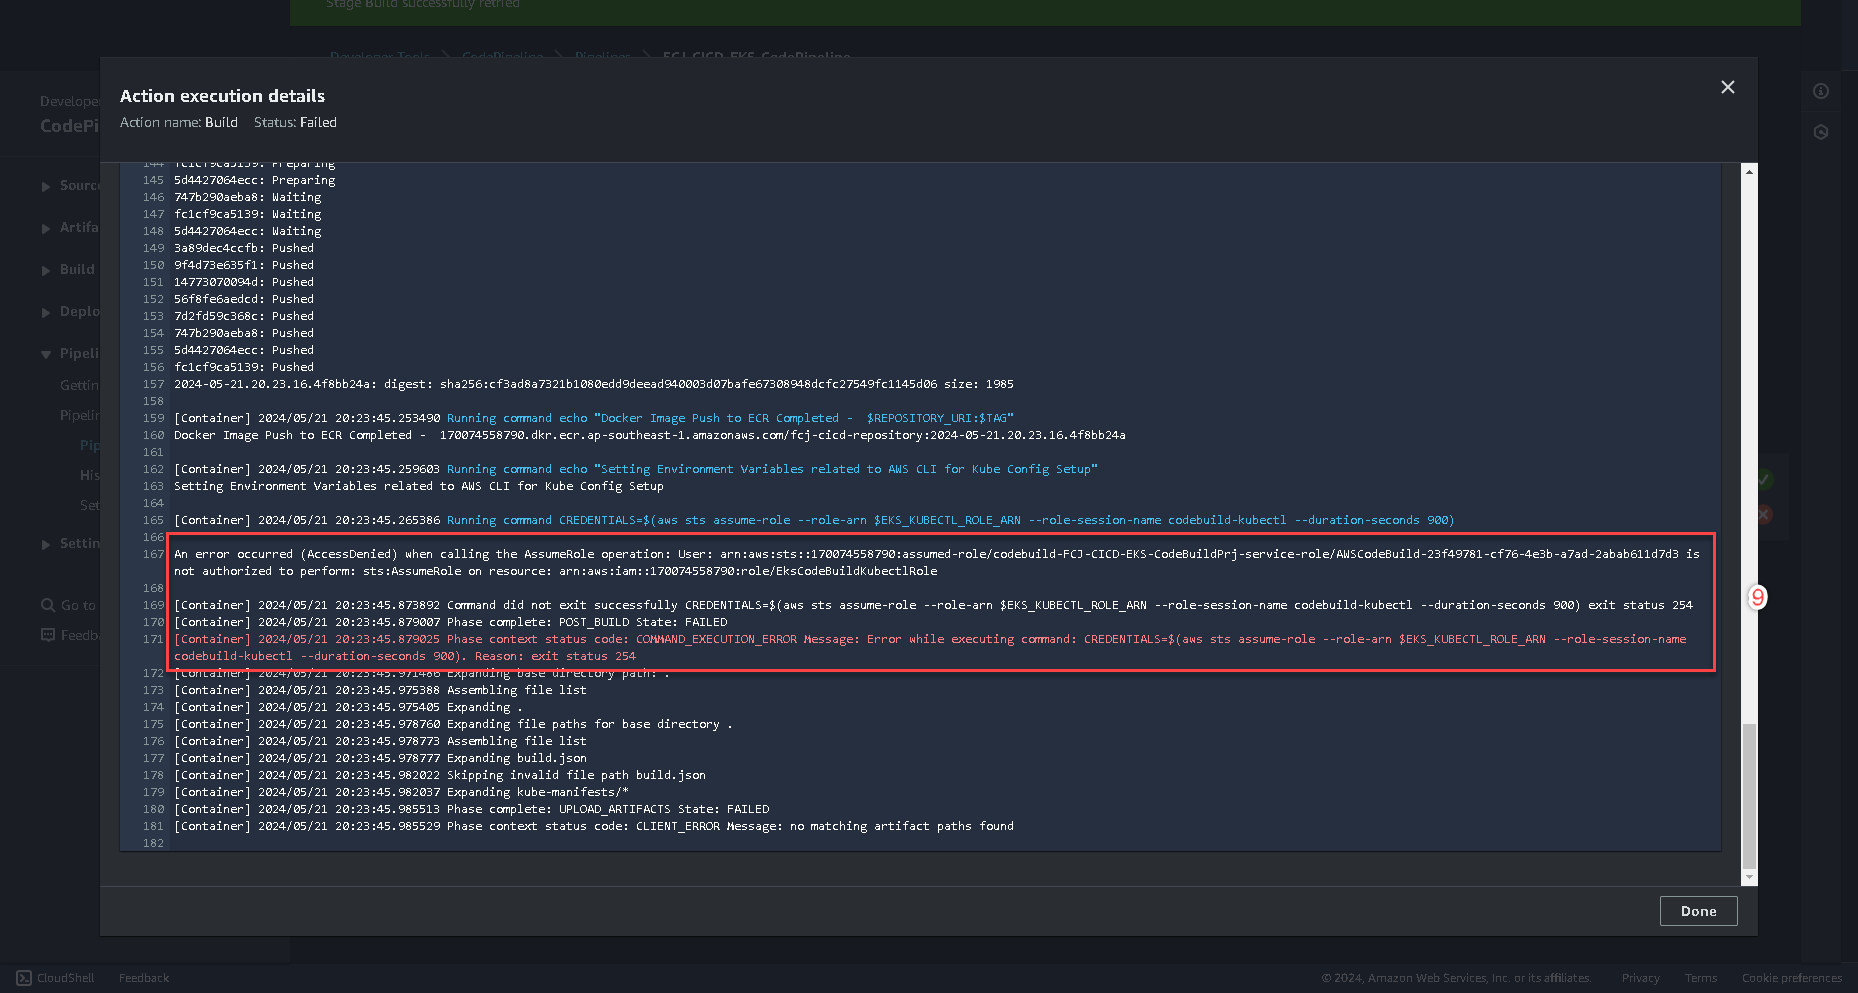 Stage Build successfully retried
Developer Tools
CodePipeline
Pipelines
FCJ-CICD-EKS-CodePipeline
Action execution details
Action name: Build Status: Failed
Develope
CodePi
Source
Artifa
Build
Deplo
Pipeli
Gettin
Pipelin
Pip
His
Set
Settin
Go to
Feedba
144 fc1cf9ca5139: Preparing
145 5d4427064ecc: Preparing
146 747b290aeba8: Waiting
147 fc1cf9ca5139: Waiting
148 5d4427064ecc: Waiting
149 3a89dec4ccfb: Pushed
150 9f4d73e635f1: Pushed
151 14773070094d: Pushed
152 56f8fe6aedcd: Pushed
153 7d2fd59c368c: Pushed
154 747b290aeba8: Pushed
155 5d4427064ecc: Pushed
156 fc1cf9ca5139: Pushed
157 2024-05-21.20.23.16.4f8bb24a: digest: sha256:cf3ad8a7321b1080edd9deead940003d07bafe67308948dcfc27549fc1145d06 size: 1985
158
159 [Container] 2024/05/21 20:23:45.253490 Running command echo "Docker Image Push to ECR Completed -  $REPOSITORY_URI:$TAG"
160 Docker Image Push to ECR Completed -  170074558790.dkr.ecr.ap-southeast-1.amazonaws.com/fcj-cicd-repository:2024-05-21.20.23.16.4f8bb24a
161
162 [Container] 2024/05/21 20:23:45.259603 Running command echo "Setting Environment Variables related to AWS CLI for Kube Config Setup"
163 Setting Environment Variables related to AWS CLI for Kube Config Setup
164
165 [Container] 2024/05/21 20:23:45.265386 Running command CREDENTIALS=$(aws sts assume-role --role-arn $EKS_KUBECTL_ROLE_ARN --role-session-name codebuild-kubectl --duration-seconds 900)
166
167 An error occurred (AccessDenied) when calling the AssumeRole operation: User: arn:aws:sts::170074558790:assumed-role/codebuild-FCJ-CICD-EKS-CodeBuildPrj-service-role/AWSCodeBuild-23f49781-cf76-4e3b-a7ad-2abab611d7d3 is
not authorized to perform: sts:AssumeRole on resource: arn:aws:iam::170074558790:role/EksCodeBuildKubectlRole
168
169 [Container] 2024/05/21 20:23:45.873892 Command did not exit successfully CREDENTIALS=$(aws sts assume-role --role-arn $EKS_KUBECTL_ROLE_ARN --role-session-name codebuild-kubectl --duration-seconds 900) exit status 254
170 [Container] 2024/05/21 20:23:45.879007 Phase complete: POST_BUILD State: FAILED
171 [Container] 2024/05/21 20:23:45.879025 Phase context status code: COMMAND_EXECUTION_ERROR Message: Error while executing command: CREDENTIALS=$(aws sts assume-role --role-arn $EKS_KUBECTL_ROLE_ARN --role-session-name
codebuild-kubectl --duration-seconds 900). Reason: exit status 254
9
172 [Container] 2024/05/21 20:23:45.971486 Expanding base directory path: .
173 [Container] 2024/05/21 20:23:45.975388 Assembling file list
174 [Container] 2024/05/21 20:23:45.975405 Expanding .
175 [Container] 2024/05/21 20:23:45.978760 Expanding file paths for base directory .
176 [Container] 2024/05/21 20:23:45.978773 Assembling file list
177 [Container] 2024/05/21 20:23:45.978777 Expanding build.json
178 [Container] 2024/05/21 20:23:45.982022 Skipping invalid file path build.json
179 [Container] 2024/05/21 20:23:45.982037 Expanding kube-manifests/*
180 [Container] 2024/05/21 20:23:45.985513 Phase complete: UPLOAD_ARTIFACTS State: FAILED
181 [Container] 2024/05/21 20:23:45.985529 Phase context status code: CLIENT_ERROR Message: no matching artifact paths found
182
Done
CloudShell Feedback © 2024, Amazon Web Services, Inc. or its affiliates. Privacy Terms Cookie preferences